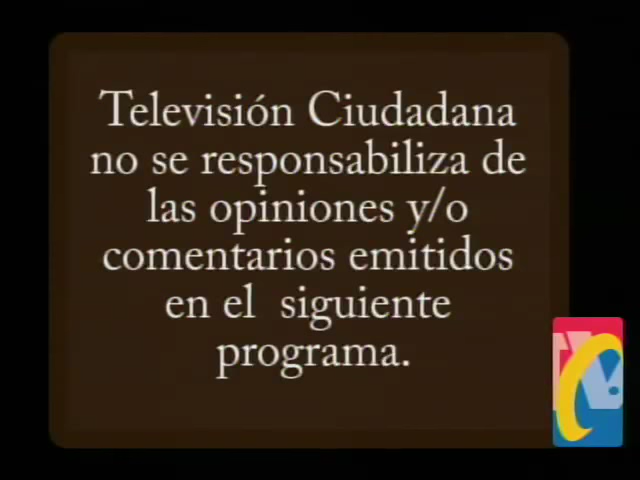 Televisión Ciudadana
no se responsabiliza de
las opiniones y/o
comentarios emitidos
en el siguiente
programa.